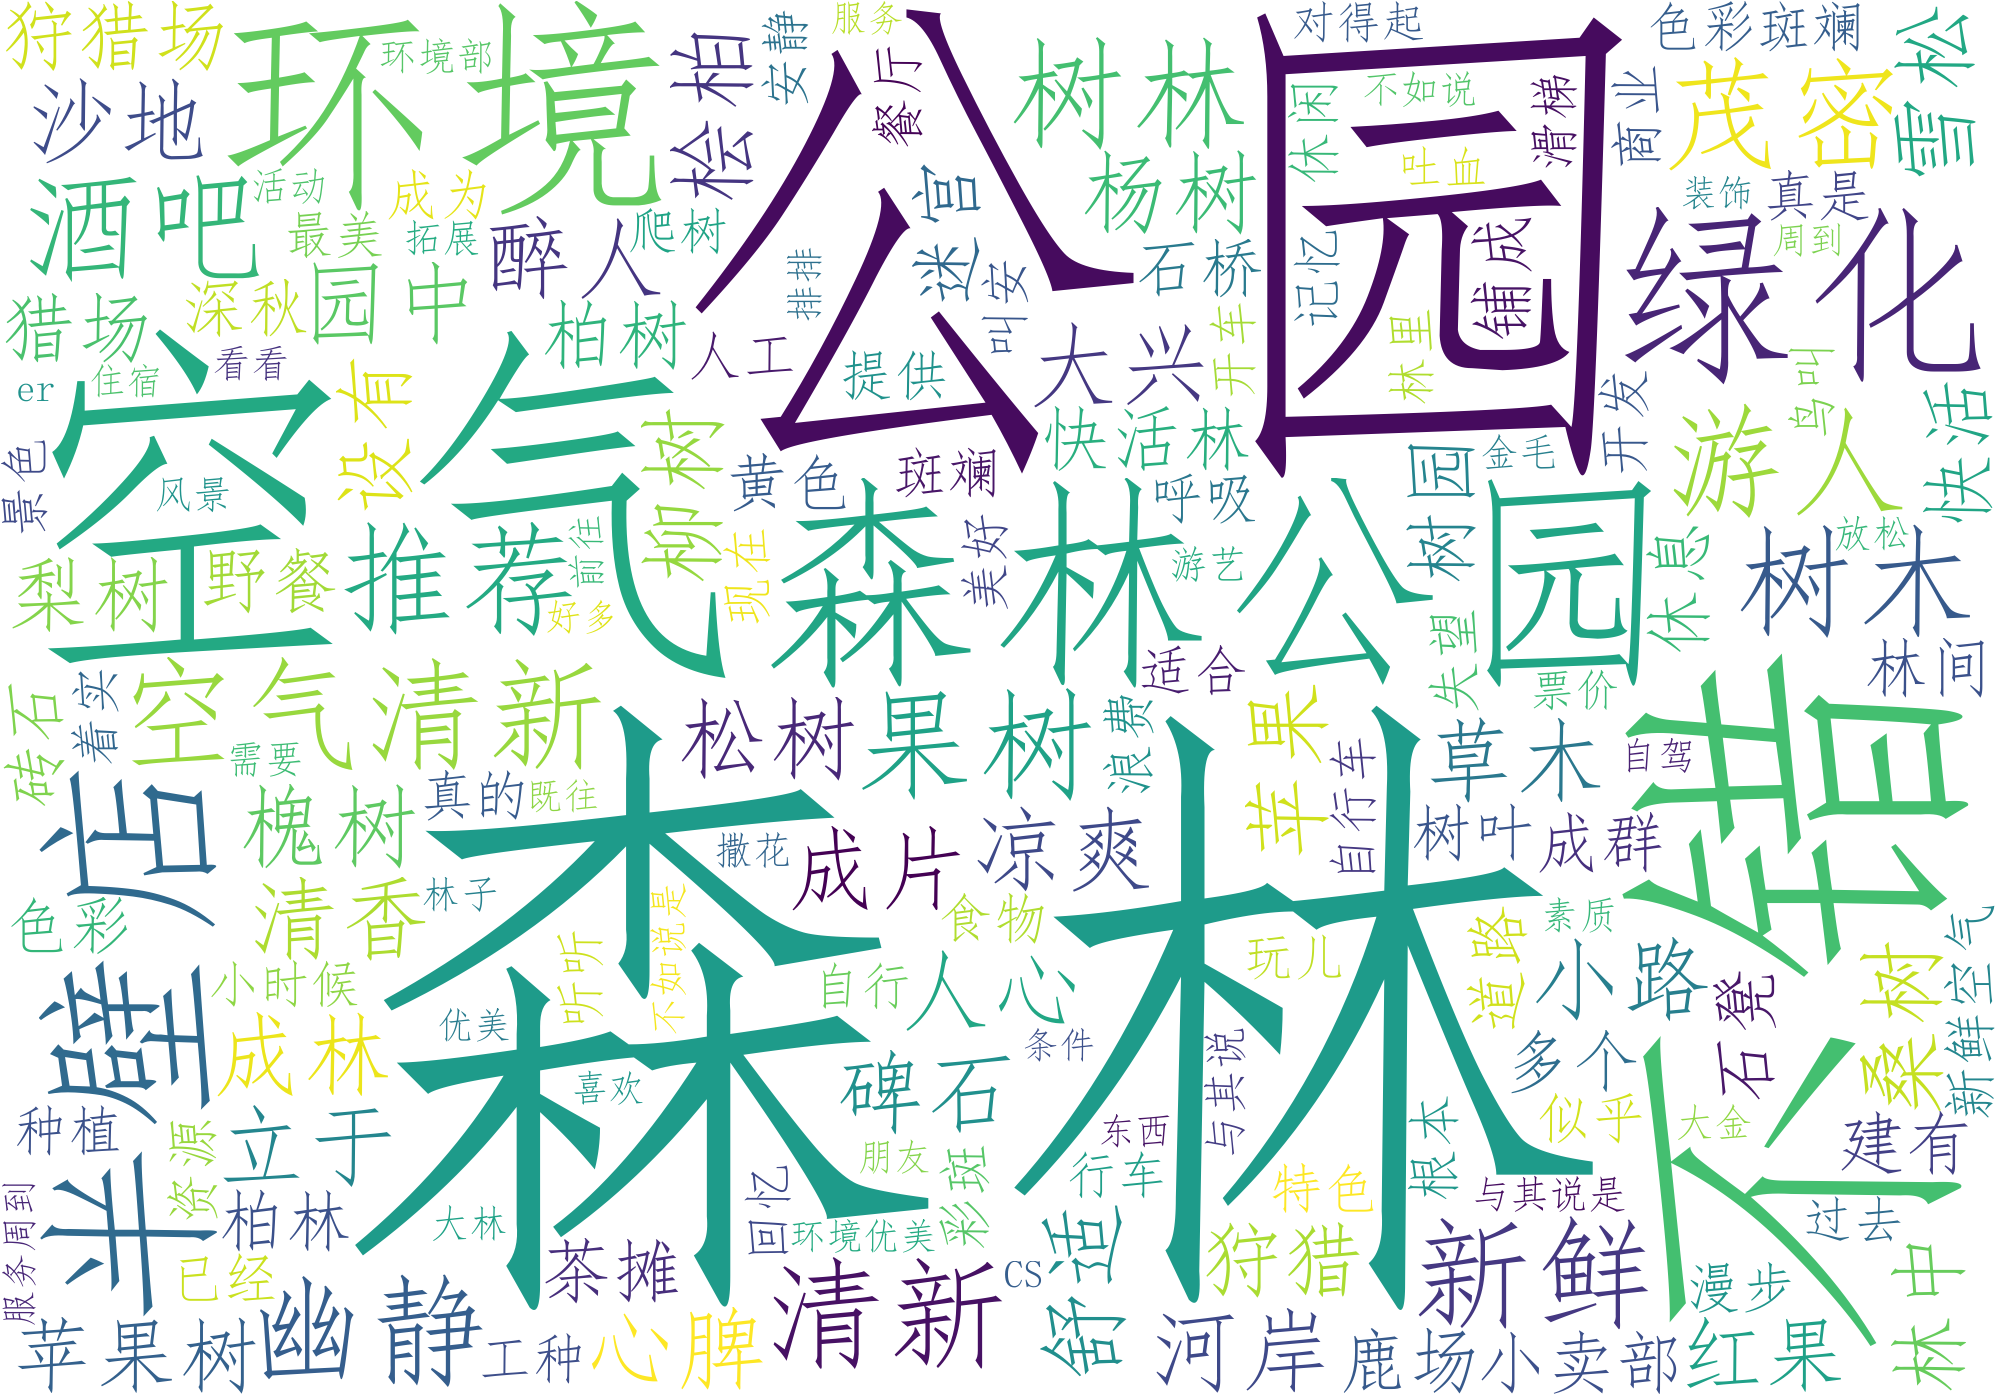 狩猎场
环境
环境部
柏桧
安静
服务
餐厅
公园
树林
对得起
色彩斑斓
雪松
沙地
不如说
休闲
滑梯
商业
茂密
酒吧
活动
成为
最美
拓展
醉人
爬树
迷宫
杨树
吐血
装饰
真是
周到
绿化
猎场
深秋
园中
柏树
排排
叫安
石桥
记忆
铺成
看看
er
住宿
没有
人工
提供
大兴
开车
林里
开发
鸟叫
快活
空气
景色
风景
柳树
黄色
斑斓
快活林
呼吸
树园
金毛
游人
梨树
野餐
推荐
前往
好多
现在
森林公园
美好
游艺
休息
放松
树木
砖石
着实
空气清新
需要
松树
果树
适合
浪费
失望
票价
林间
半壁店
槐树
真的
既往
撒花
成片
凉爽
苹果
自行车
草木
自驾
不错
色彩
清香
林子
森林
食物
树叶
成群
小时候
听听
不如说是
自行
人心
玩儿
道路
素质
小路
石凳
桑树
新鲜空气
成林
优美
喜欢
碑石
条件
与其说
多个
似乎
大金
建有
种植
资源
立于
朋友
彩斑
东西
行车
根本
服务周到
柏林
大林
回忆
环境优美
舒适
特色
与其说是
过去
林中
已经
茶摊
清新
CS
狩猎
新鲜
漫步
苹果树
幽静
工种
心脾
河岸
鹿场
小卖部
红果